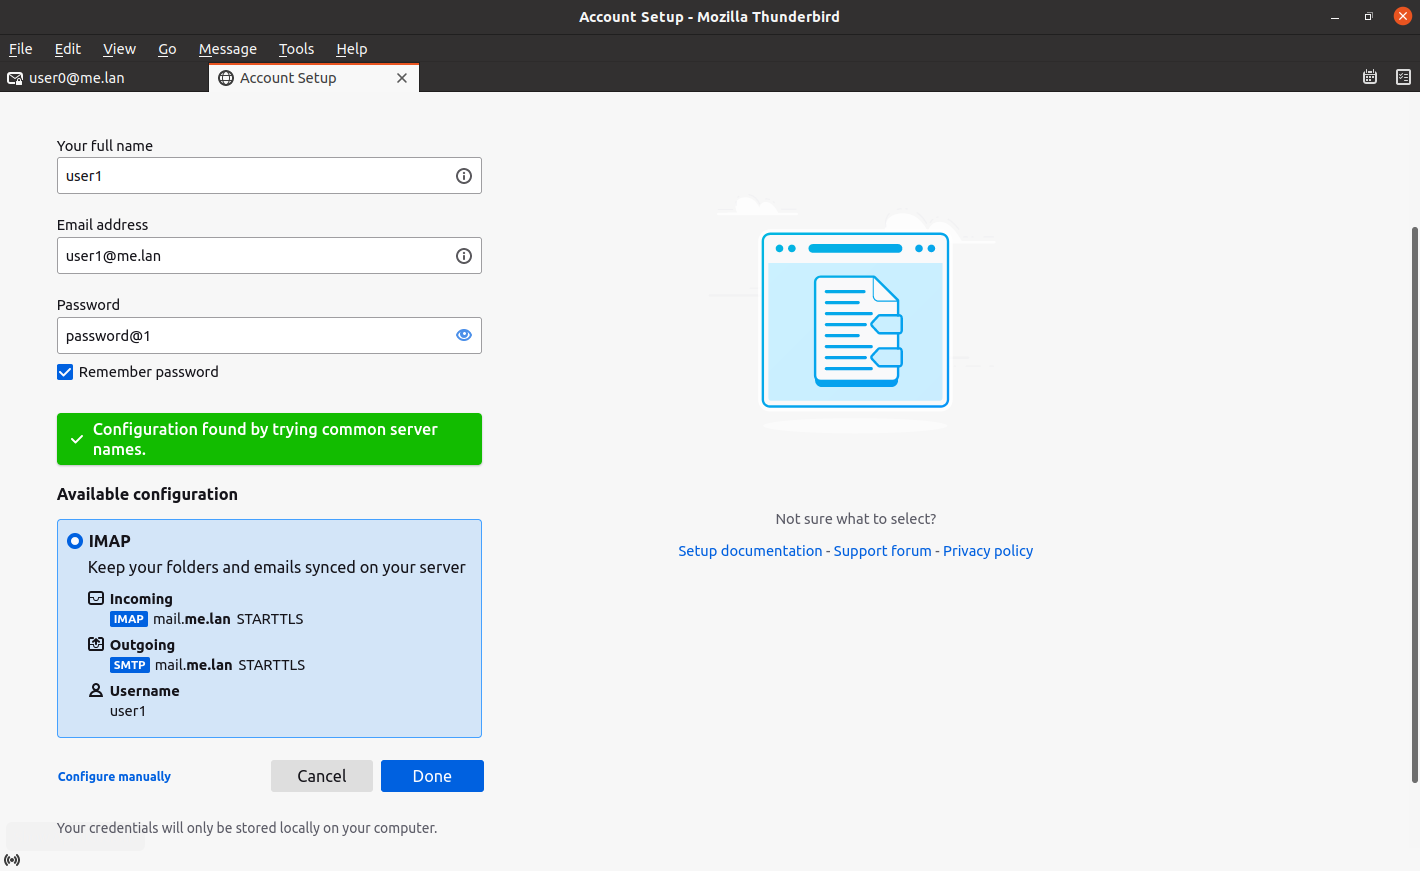 Account Setup - Mozilla Thunderbird
File Edit View Go Message Tools Help
user0@me.lan
Account Setup
Your full name
user1
Email address
user1@me.lan
Password
password@1
Remember password
Configuration found by trying common server
names.
Available configuration
IMAP
Keep your folders and emails synced on your server
Incoming
IMAP mail.me.lan STARTTLS
Outgoing
SMTP mail.me.lan STARTTLS
Username
user1
Configure manually
Cancel
Done
Your credentials will only be stored locally on your computer.
Not sure what to select?
Setup documentation - Support forum - Privacy policy